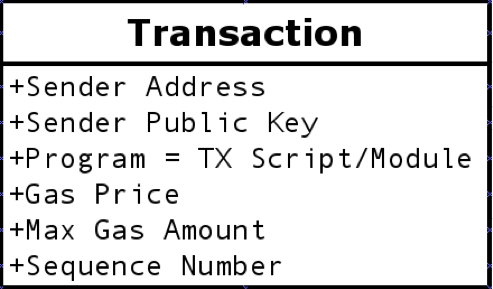 Transaction
+Sender Address
+Sender Public Key
+Program = TX Script/Module
+Gas Price
+Max Gas Amount
+Sequence Number